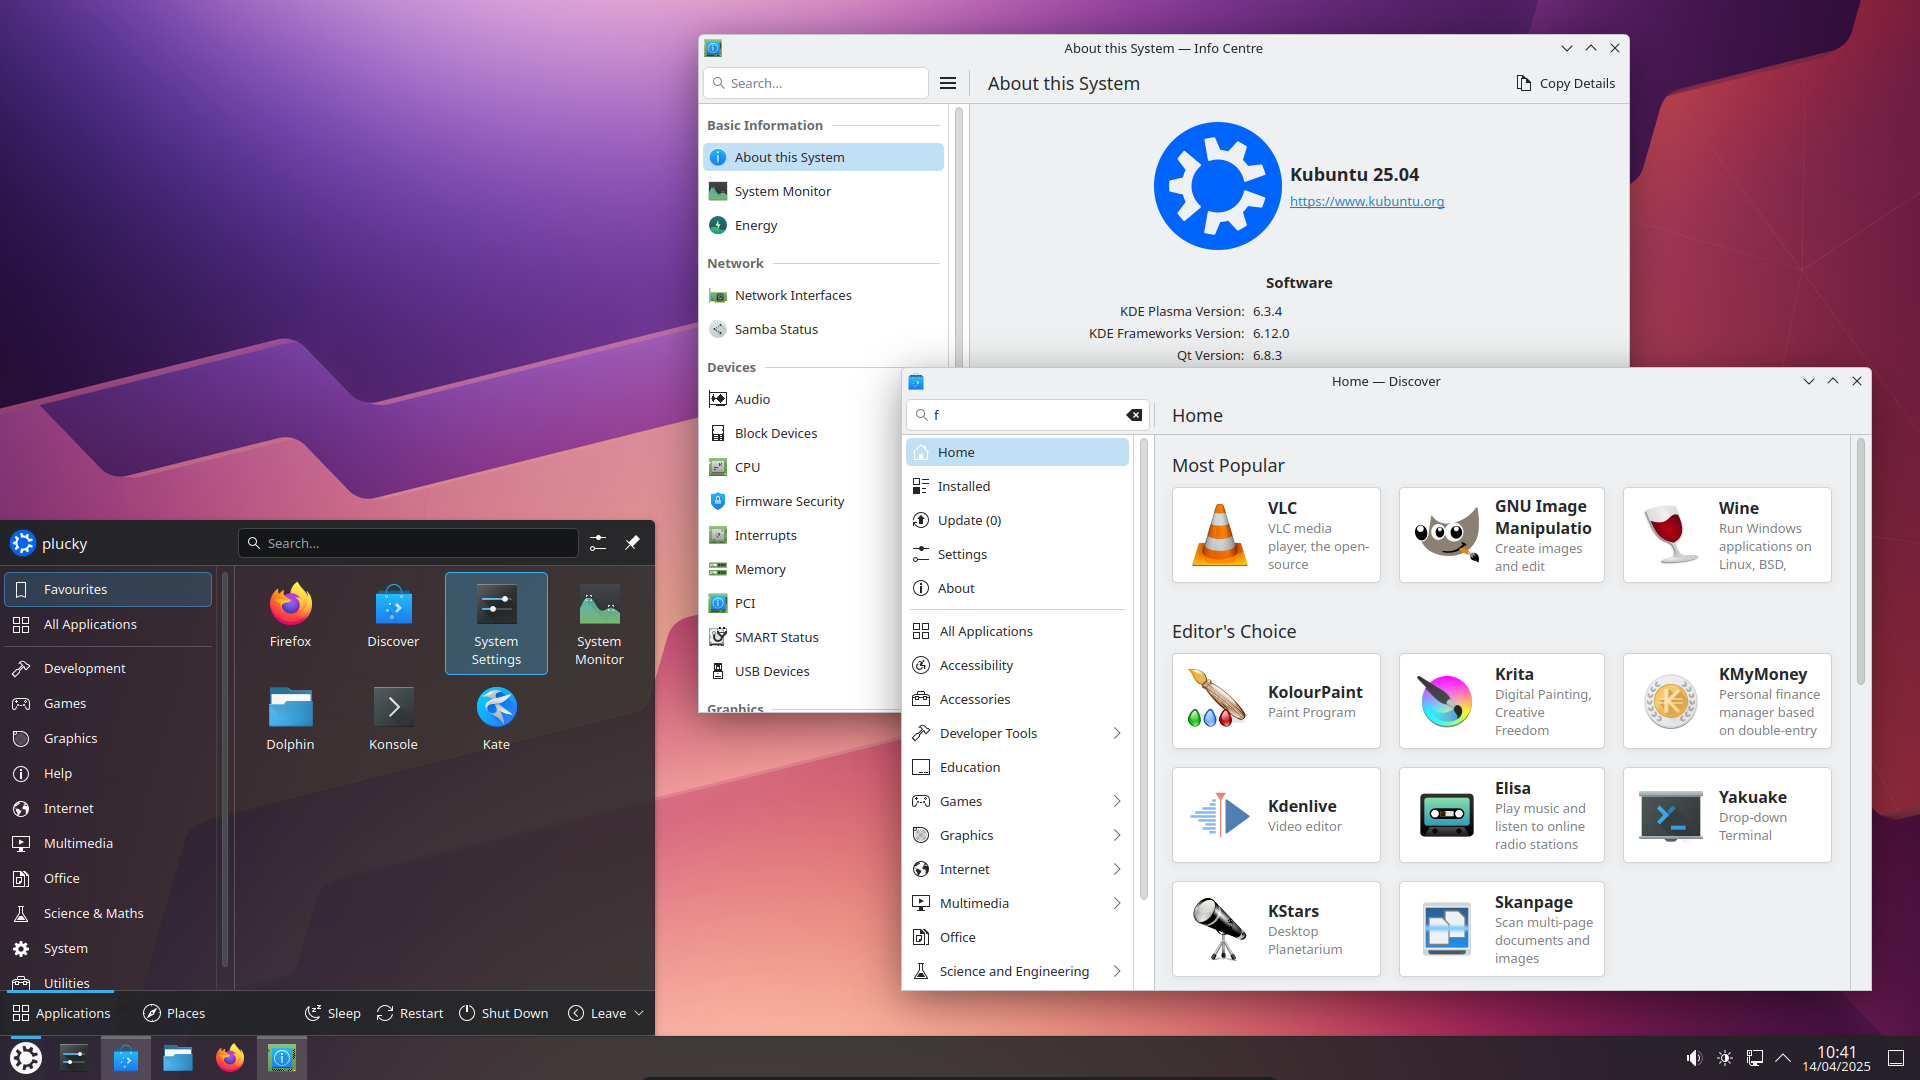 About this System — Info Centre
Search...
About this System
Copy Details
Basic Information
About this System
System Monitor
Energy
Network
Network Interfaces
Samba Status
Devices
Audio
Block Devices
CPU
Firmware Security
Interrupts
Memory
PCI
SMART Status
USB Devices
Graphics
Kubuntu 25.04
https://www.kubuntu.org
Software
KDE Plasma Version: 6.3.4
KDE Frameworks Version: 6.12.0
Qt Version: 6.8.3
Home — Discover
f
Home
Home
Installed
Update (0)
Settings
About
All Applications
Accessibility
Accessories
Developer Tools
Education
Games
Graphics
Internet
Multimedia
Office
Science and Engineering
Most Popular
VLC
VLC media
player, the open-
source
GNU Image
Manipulatio
Create images
and edit
Wine
Run Windows
applications on
Linux, BSD,
Editor's Choice
KolourPaint
Paint Program
Krita
Digital Painting,
Creative
Freedom
KMyMoney
Personal finance
manager based
on double-entry
Kdenlive
Video editor
Elisa
Play music and
listen to online
radio stations
Yakuake
Drop-down
Terminal
KStars
Desktop
Planetarium
Skanpage
Scan multi-page
documents and
images
plucky
Search...
Favourites
All Applications
Development
Games
Graphics
Help
Internet
Multimedia
Office
Science & Maths
System
Utilities
Firefox
Discover
System
Settings
System
Monitor
Dolphin
Konsole
Kate
Applications
Places
Sleep
Restart
Shut Down
Leave
10:41
14/04/2025